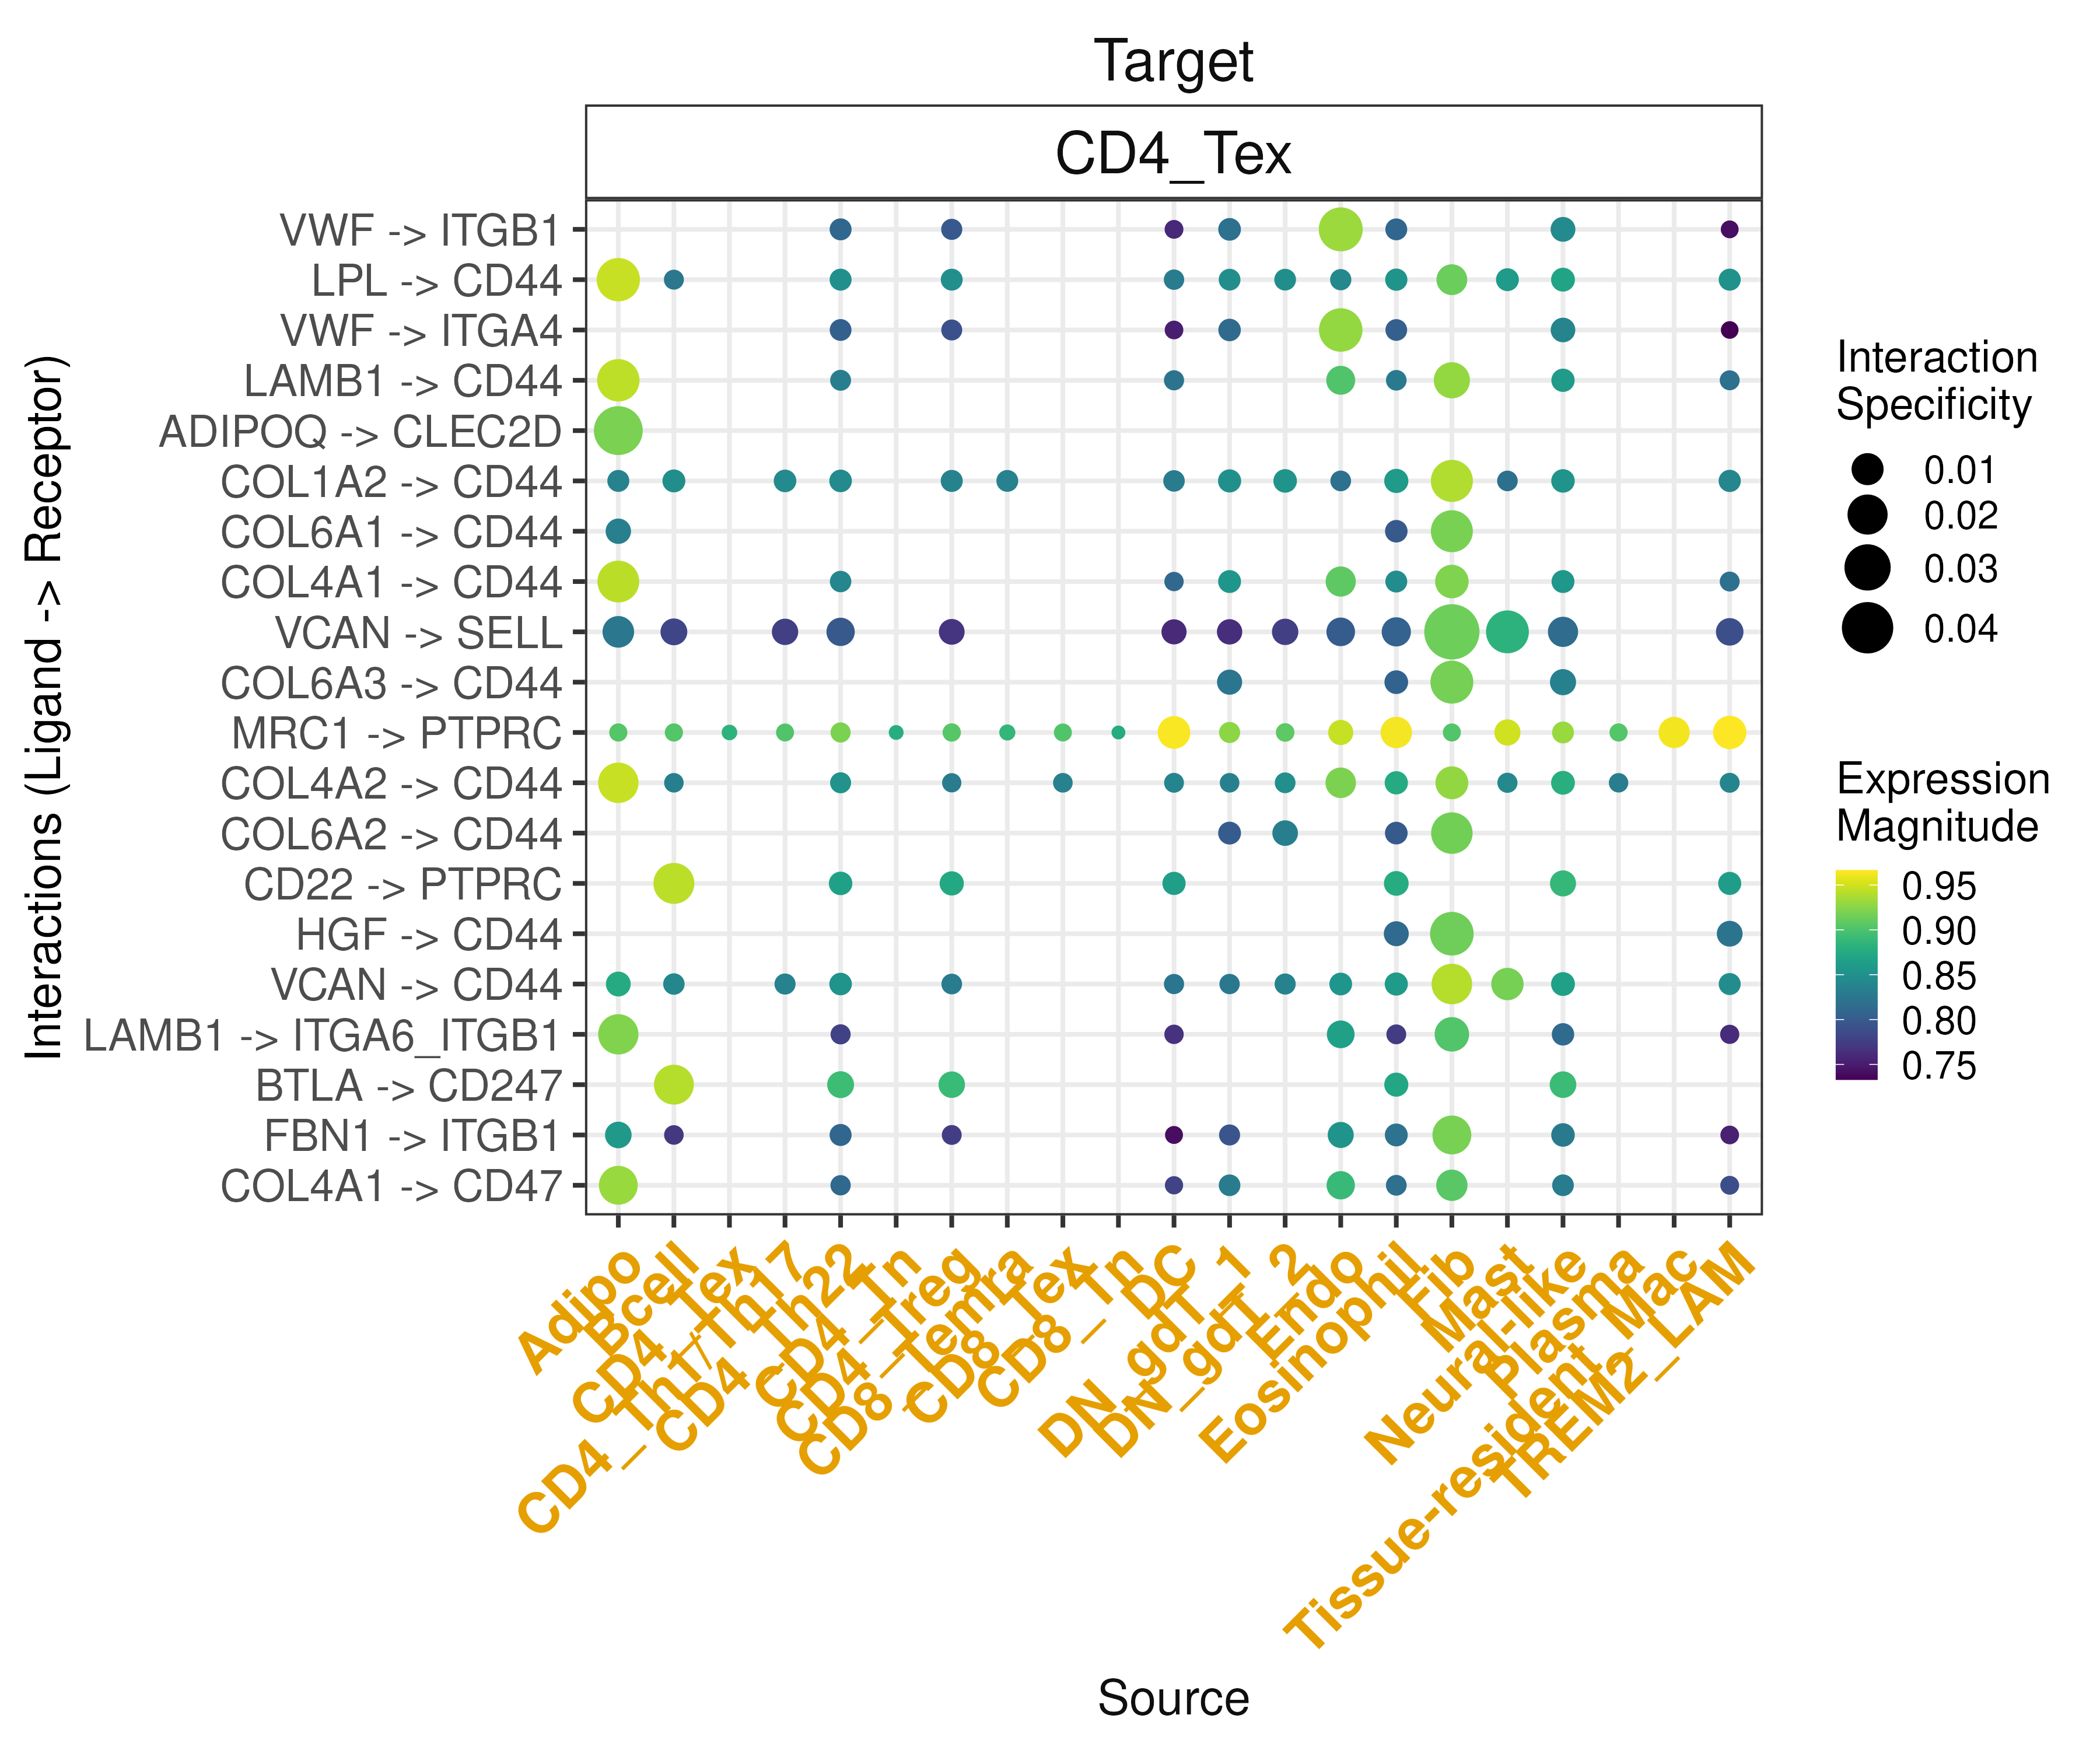 Target
CD4_Tex
VWF -> ITGB1
LPL -> CD44
VWF -> ITGA4
LAMB1 -> CD44
ADIPOQ -> CLEC2D
COL1A2 -> CD44
COL6A1 -> CD44
COL4A1 -> CD44
VCAN -> SELL
COL6A3 -> CD44
MRC1 -> PTPRC
COL4A2 -> CD44
COL6A2 -> CD44
CD22 -> PTPRC
HGF -> CD44
VCAN -> CD44
LAMB1 -> ITGA6_ITGB1
BTLA -> CD247
FBN1 -> ITGB1
COL4A1 -> CD47
Interactions (Ligand -> Receptor)
Adipo
Bcell
CD4_Tex
CD4_Th1/Th17
CD4_Th22
CD4_Tn
CD4_Treg
CD8_Temra
CD8_Tex
CD8_Tn
DC
DN_gdT_1
DN_gdT_2
Endo
Eosinophil
Fib
Mast
Neural-like
Plasma
Tissue-resident_Mac
TREM2_LAM
Source
Interaction
Specificity
0.01
0.02
0.03
0.04
Expression
Magnitude
0.95
0.90
0.85
0.80
0.75